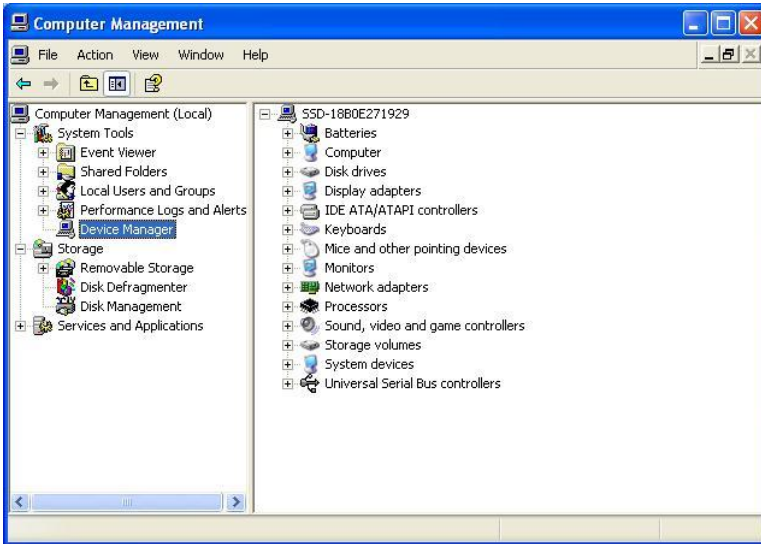 Computer Management
File Action View Window Help
Computer Management (Local)
System Tools
Event Viewer
Shared Folders
Local Users and Groups
Performance Logs and Alerts
Device Manager
Storage
Removable Storage
Disk Defragmenter
Disk Management
Services and Applications
SSD-18B0E271929
Batteries
Computer
Disk drives
Display adapters
IDE ATA/ATAPI controllers
Keyboards
Mice and other pointing devices
Monitors
Network adapters
Processors
Sound, video and game controllers
Storage volumes
System devices
Universal Serial Bus controllers